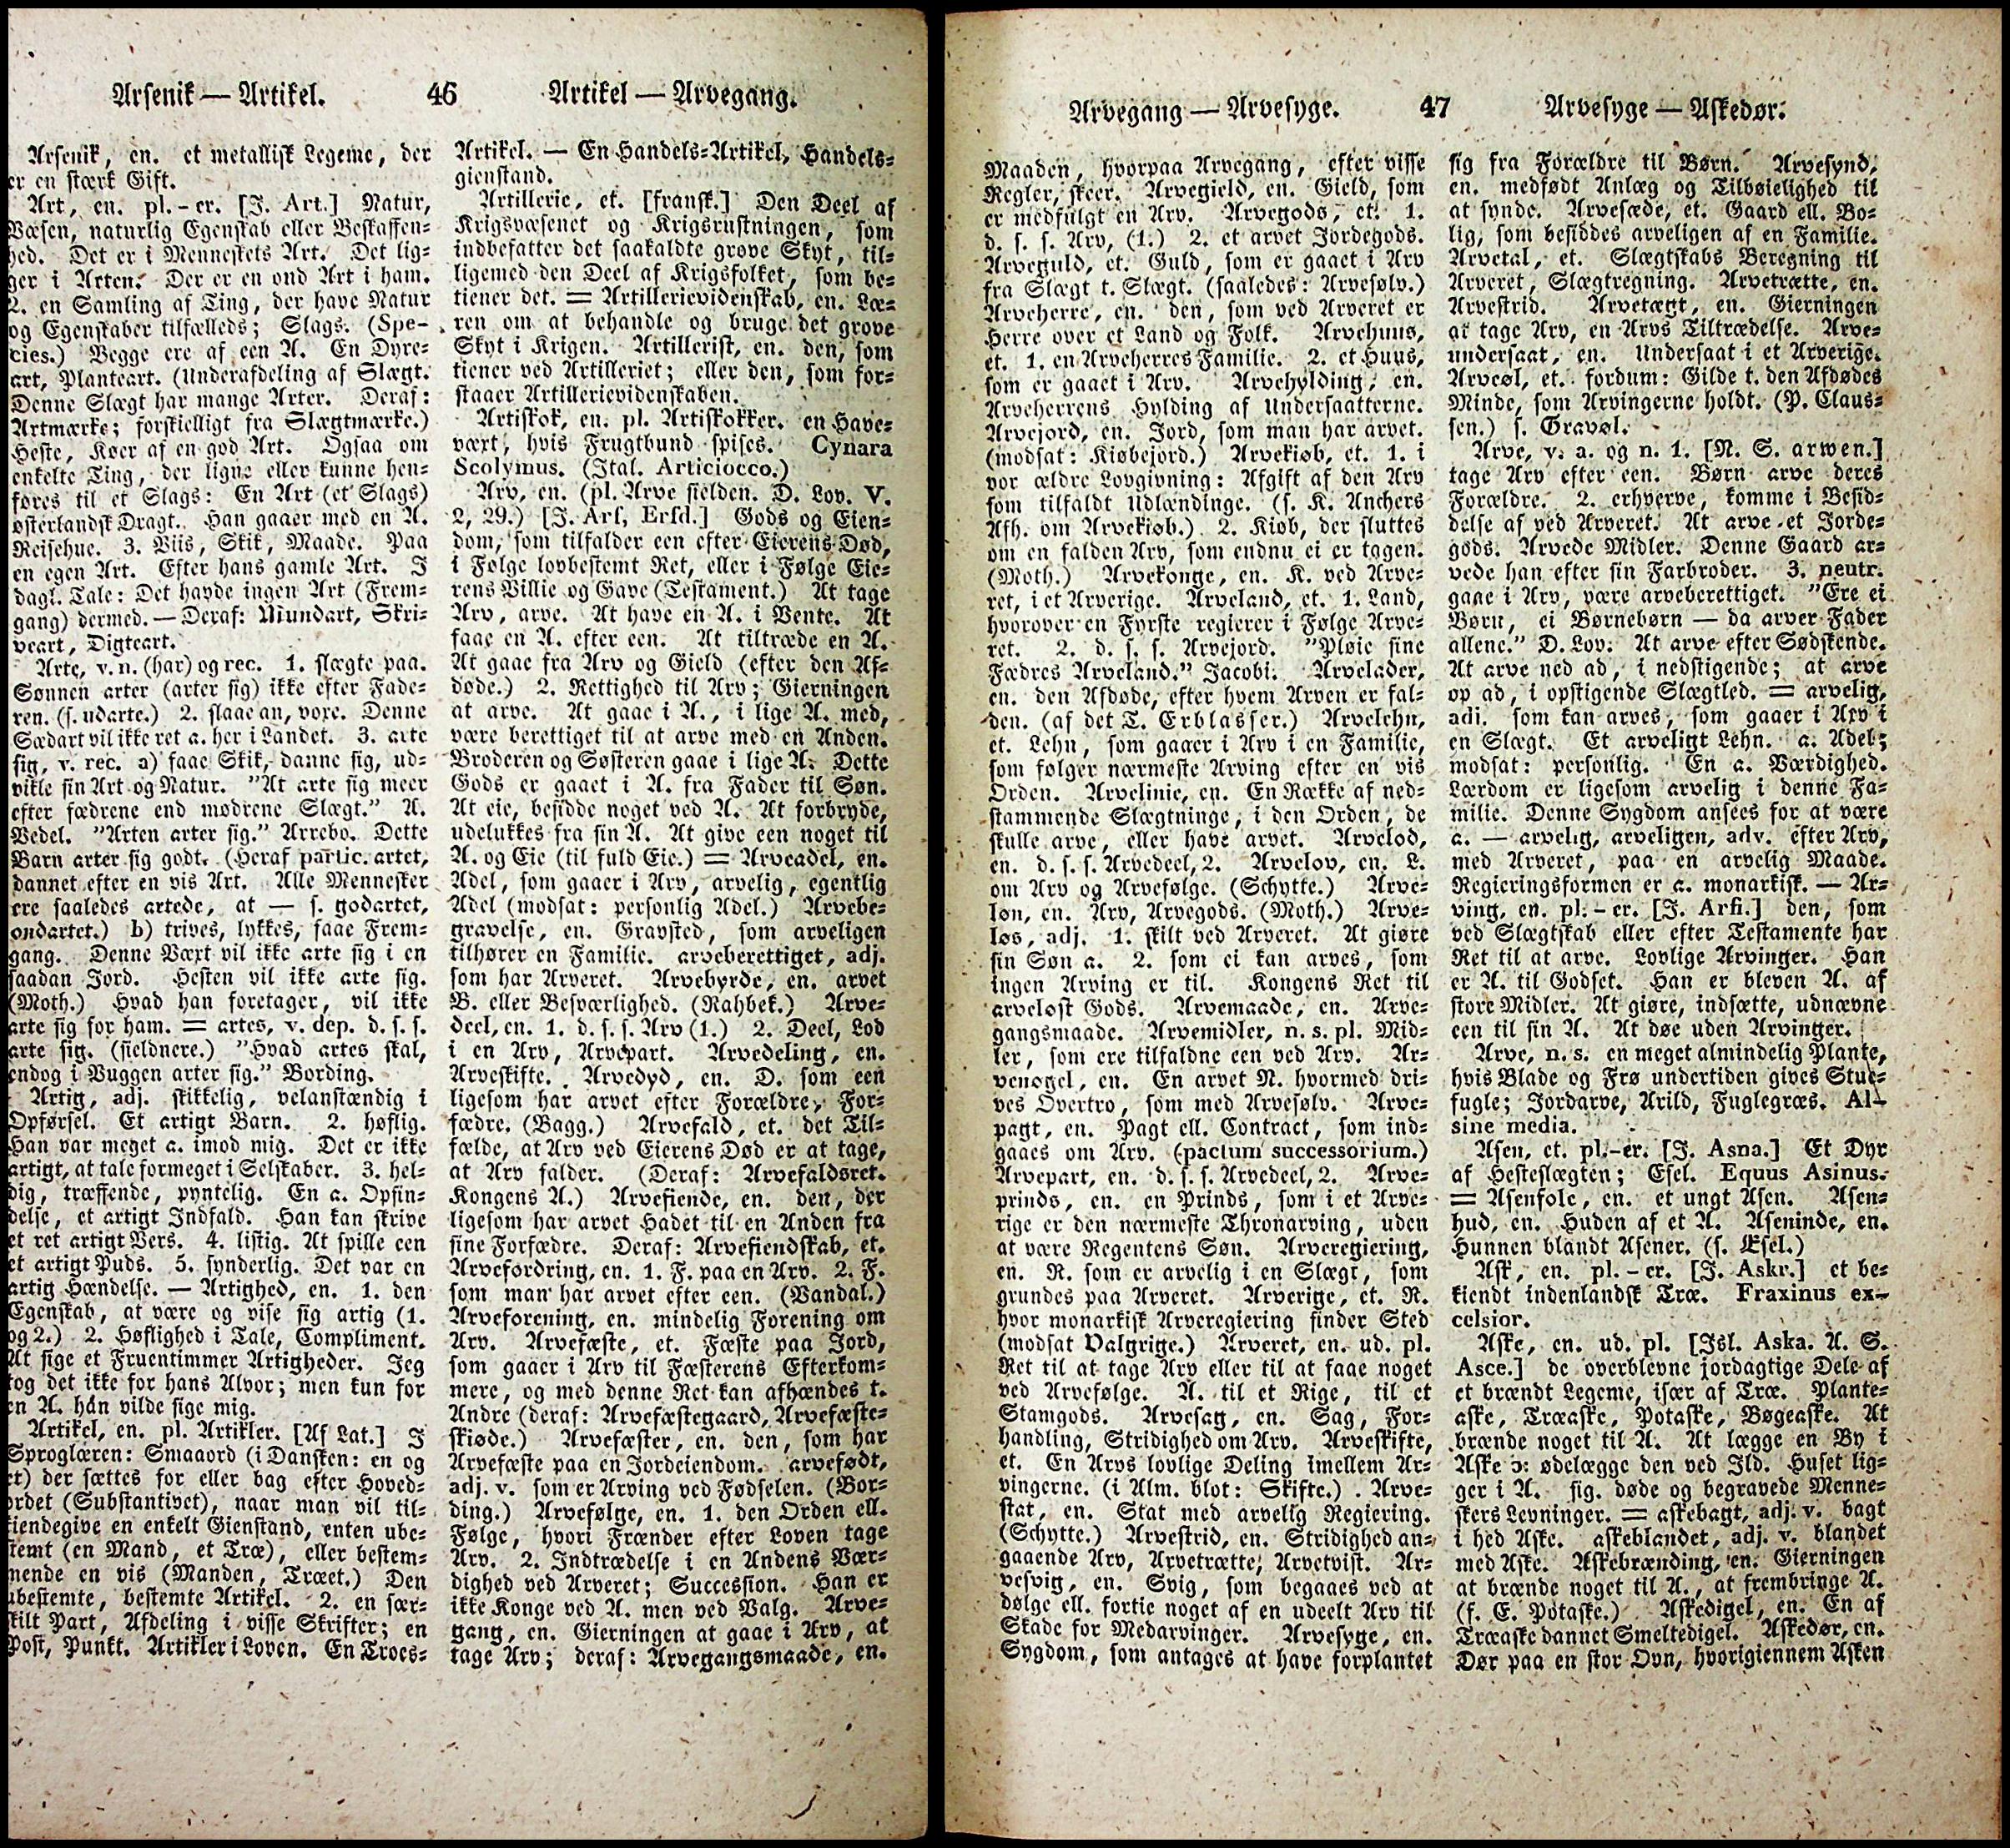 Arsenik — Artikel. 46 Artikel — Arvegang.
Arsenik, en. et metallisk Legeme, der
er en stærk Gift.
Art, en. pl. - er. [J. Art.] Natur,
Væsen, naturlig Egenskab eller Beskaffen-
hed. Det er i Menneskets Art. Det lig-
ger i Arten. Der er en ond Art i ham.
2. en Samling af Ting, der have Natur
og Egenskaber tilfælleds; Slags. (Spe-
cies.) Begge ere af een A. En Dyre-
art, Planteart. (Underafdeling af Slægt.
Denne Slægt har mange Arter. Deraf:
Artmærke; forskielligt fra Slægtmærke.)
Heste, Køer af en god Art. Ogsaa om
enkelte Ting, der ligne eller kunne hen-
føres til et Slags: En Art (et Slags)
østerlandsk Dragt. Han gaaer med en A.
Reisehue. 3. Viis, Skik, Maade. Paa
en egen Art. Efter hans gamle Art. I
dagl. Tale: Det havde ingen Art (Frem-
gang) dermed. — Deraf: Mundart, Skri-
veart, Digteart.
Arte, v. n. (har) og rec. 1. slægte paa.
Sønnen arter (arter sig) ikke efter Fade-
ren. (s. udarte.) 2. slaae an, voxe. Denne
Sædart vil ikke ret a. her i Landet. 3. arte
sig, v. rec. a) faae Skik, danne sig, ud-
vikle sin Art og Natur. "At arte sig meer
efter fædrene end mødrene Slægt." A.
Vedel. "Arten arter sig." Arrebo. Dette
Barn arter sig godt. (Heraf partic. artet,
dannet efter en vis Art. Alle Mennesker
ere saaledes artede, at — s. godartet,
ondartet.) b) trives, lykkes, faae Frem-
gang. Denne Væxt vil ikke arte sig i en
saadan Jord. Hesten vil ikke arte sig.
(Moth.) Hvad han foretager, vil ikke
arte sig for ham. = artes, v. dep. d. s. s.
arte sig. (sieldnere.) "Hvad artes skal,
endog i Vuggen arter sig." Bording.
Artig, adj. skikkelig, velanstændig i
Opførsel. Et artigt Barn. 2. høflig.
Han var meget a. imod mig. Det er ikke
artigt, at tale formeget i Selskaber. 3. hel-
dig, træffende, pyntelig. En a. Opfin-
delse, et artigt Indfald. Han kan skrive
et ret artigt Vers. 4. listig. At spille een
et artigt Puds. 5. synderlig. Det var en
artig Hændelse. — Artighed, en. 1. den
Egenskab, at være og vise sig artig (1.
og 2.) 2. Høflighed i Tale, Compliment.
At sige et Fruentimmer Artigheder. Jeg
tog det ikke for hans Alvor; men kun for
en A. han vilde sige mig.
Artikel, en. pl. Artikler. [Af Lat.] I
Sproglæren: Smaaord (i Dansken: en og
et) der sættes for eller bag efter Hoved-
ordet (Substantivet), naar man vil til-
kiendegive en enkelt Gienstand, enten ube-
stemt (en Mand, et Træ), eller bestem-
mende en vis (Manden, Træet.) Den
ubestemte, bestemte Artikel. 2. en sær-
skilt Part, Afdeling i visse Skrifter; en
Post, Punkt. Artikler i Loven. En Troes-
Artikel. — En Handels-Artikel, Handels-
gienstand.
Artillerie, et. [fransk.] Den Deel af
Krigsvæsenet og Krigsrustningen, som
indbefatter det saakaldte grove Skyt, til-
ligemed den Deel af Krigsfolket, som be-
tiener det. = Artillerievidenskab, en. Læ-
ren om at behandle og bruge det grove
Skyt i Krigen. Artillerist, en. den, som
tiener ved Artilleriet; eller den, som for-
staaer Artillerievidenskaben.
Artiskok, en. pl. Artiskokker. en Have-
væxt, hvis Frugtbund spises. Cynara
Scolymus. (Ital. Articiocco.)
Arv, en. (pl. Arve sielden. D. Lov. V.
2, 29.) [J. Arf, Erfd.] Gods og Eien-
dom, som tilfalder een efter Eierens Død,
i Følge lovbestemt Ret, eller i Følge Eie-
rens Villie og Gave (Testament.) At tage
Arv, arve. At have en A. i Vente. At
faae en A. efter een. At tiltræde en A.
At gaae fra Arv og Gield (efter den Af-
døde.) 2. Rettighed til Arv; Gierningen
at arve. At gaae i A., i lige A. med,
være berettiget til at arve med en Anden.
Broderen og Søsteren gaae i lige A. Dette
Gods er gaaet i A. fra Fader til Søn.
At eie, besidde noget ved A. At forbryde,
udelukkes fra sin A. At give een noget til
A. og Eie (til fuld Eie.) = Arveadel, en.
Adel, som gaaer i Arv, arvelig, egentlig
Adel (modsat: personlig Adel.) Arvebe-
gravelse, en. Gravsted, som arveligen
tilhører en Familie. arveberettiget, adj.
som har Arveret. Arvebyrde, en. arvet
B. eller Besværlighed. (Rahbek.) Arve-
deel, en. 1. d. s. s. Arv (1.) 2. Deel, Lod
i en Arv, Arvepart. Arvedeling, en.
Arveskifte. Arvedyd, en. D. som een
ligesom har arvet efter Forældre, For-
fædre. (Bagg.) Arvefald, et. det Til-
fælde, at Arv ved Eierens Død er at tage,
at Arv falder. (Deraf: Arvefaldsret.
Kongens A.) Arvefiende, en. den, der
ligesom har arvet Hadet til en Anden fra
sine Forfædre. Deraf: Arvefiendskab, et.
Arvefordring, en. 1. F. paa en Arv. 2. F.
som man har arvet efter een. (Vandal.)
Arveforening, en. mindelig Forening om
Arv. Arvefæste, et. Fæste paa Jord,
som gaaer i Arv til Fæsterens Efterkom-
mere, og med denne Ret kan afhændes t.
Andre (deraf: Arvefæstegaard, Arvefæste-
skiøde.) Arvefæster, en. den, som har
Arvefæste paa en Jordeiendom. arvefødt,
adj. v. som er Arving ved Fødselen. (Bor-
ding.) Arvefølge, en. 1. den Orden ell.
Følge, hvori Frænder efter Loven tage
Arv. 2. Indtrædelse i en Andens Vær-
dighed ved Arveret; Succession. Han er
ikke Konge ved A. men ved Valg. Arve-
gang, en. Gierningen at gaae i Arv, at
tage Arv; deraf: Arvegangsmaade, en.
Arvegang — Arvesyge. 47 Arvesyge — Askedør.
Maaden, hvorpaa Arvegang, efter visse
Regler, skeer. Arvegield, en. Gield, som
er medfulgt en Arv. Arvegods, et. 1.
d. s. s. Arv, (1.) 2. et arvet Jordegods.
Arveguld, et. Guld, som er gaaet i Arv
fra Slægt t. Slægt. (saaledes: Arvesølv.)
Arveherre, en. den, som ved Arveret er
Herre over et Land og Folk. Arvehuus,
et. 1. en Arveherres Familie. 2. et Huus,
som er gaaet i Arv. Arvehylding, en.
Arveherrens Hylding af Undersaatterne.
Arvejord, en. Jord, som man har arvet.
(modsat: Kiøbejord.) Arvekiøb, et. 1. i
vor ældre Lovgivning: Afgift af den Arv
som tilfaldt Udlændinge. (s. K. Anchers
Afh. om Arvekiøb.) 2. Kiøb, der sluttes
om en falden Arv, som endnu ei er tagen.
(Moth.) Arvekonge, en. K. ved Arve-
ret, i et Arverige. Arveland, et. 1. Land,
hvorover en Fyrste regierer i Følge Arve-
ret. 2. d. s. s. Arvejord. "Pløie sine
Fædres Arveland." Jacobi. Arvelader,
en. den Afdøde, efter hvem Arven er fal-
den. (af det T. Erblasser.) Arvelehn,
et. Lehn, som gaaer i Arv i en Familie,
som følger nærmeste Arving efter en vis
Orden. Arvelinie, en. En Række af ned-
stammende Slægtninge, i den Orden, de
skulle arve, eller have arvet. Arvelod,
en. d. s. s. Arvedeel, 2. Arvelov, en. L.
om Arv og Arvefølge. (Schytte.) Arve-
løn, en. Arv, Arvegods. (Moth.) Arve-
løs, adj. 1. skilt ved Arveret. At giøre
sin Søn a. 2. som ei kan arves, som
ingen Arving er til. Kongens Ret til
arveløst Gods. Arvemaade, en. Arve-
gangsmaade. Arvemidler, n. s. pl. Mid-
ler, som ere tilfaldne een ved Arv. Ar-
venøgel, en. En arvet N. hvormed dri-
ves Overtro, som med Arvesølv. Arve-
pagt, en. Pagt ell. Contract, som ind-
gaaes om Arv. (pactum successorium.)
Arvepart, en. d. s. s. Arvedeel, 2. Arve-
prinds, en. en Prinds, som i et Arve-
rige er den nærmeste Thronarving, uden
at være Regentens Søn. Arveregiering,
en. R. som er arvelig i en Slægt, som
grundes paa Arveret. Arverige, et. R.
hvor monarkisk Arveregiering finder Sted
(modsat Valgrige.) Arveret, en. ud. pl.
Ret til at tage Arv eller til at faae noget
ved Arvefølge. A. til et Rige, til et
Stamgods. Arvesag, en. Sag, For-
handling, Stridighed om Arv. Arveskifte,
et. En Arvs lovlige Deling imellem Ar-
vingerne. (i Alm. blot: Skifte.) Arve-
stat, en. Stat med arvelig Regiering.
(Schytte.) Arvestrid, en. Stridighed an-
gaaende Arv, Arvetrætte, Arvetvist. Ar-
vesvig, en. Svig, som begaaes ved at
dølge ell. fortie noget af en udeelt Arv til
Skade for Medarvinger. Arvesyge, en.
Sygdom, som antages at have forplantet
sig fra Forældre til Børn. Arvesynd,
en. medfødt Anlæg og Tilbøielighed til
at synde. Arvesæde, et. Gaard ell. Bo-
lig, som besiddes arveligen af en Familie.
Arvetal, et. Slægtskabs Beregning til
Arveret, Slægtregning. Arvetrætte, en.
Arvestrid. Arvetægt, en. Gierningen
at tage Arv, en Arvs Tiltrædelse. Arve-
undersaat, en. Undersaat i et Arverige.
Arveøl, et. fordum: Gilde t. den Afdødes
Minde, som Arvingerne holdt. (P. Claus-
sen.) s. Gravøl.
Arve, v. a. og n. 1. [N. S. arwen.]
tage Arv efter een. Børn arve deres
Forældre. 2. erhverve, komme i Besid-
delse af ved Arveret. At arve et Jorde-
gods. Arvede Midler. Denne Gaard ar-
vede han efter sin Farbroder. 3. neutr.
gaae i Arv, være arveberettiget. "Ere ei
Børn, ei Børnebørn — da arver Fader
allene." D. Lov. At arve efter Sødskende.
At arve ned ad, i nedstigende; at arve
op ad, i opstigende Slægtled. = arvelig,
adj. som kan arves, som gaaer i Arv i
en Slægt. Et arveligt Lehn. a. Adel;
modsat: personlig. En a. Værdighed.
Lærdom er ligesom arvelig i denne Fa-
milie. Denne Sygdom ansees for at være
a. — arvelig, arveligen, adv. efter Arv,
med Arveret, paa en arvelig Maade.
Regieringsformen er a. monarkisk. — Ar-
ving, en. pl. - er. [J. Arfi.] den, som
ved Slægtskab eller efter Testamente har
Ret til at arve. Lovlige Arvinger. Han
er A. til Godset. Han er bleven A. af
store Midler. At giøre, indsætte, udnævne
een til sin A. At døe uden Arvinger.
Arve, n. s. en meget almindelig Plante,
hvis Blade og Frø undertiden gives Stue-
fugle; Jordarve, Arild, Fuglegræs. Al-
sine media.
Asen, et. pl.-er. [J. Asna.] Et Dyr
af Hesteslægten; Esel. Equus Asinus.
= Asenfole, en. et ungt Asen. Asen-
hud, en. Huden af et A. Aseninde, en.
Hunnen blandt Asener. (s. Esel.)
Ask, en. pl. - er. [J. Askr.] et be-
kiendt indenlandsk Træ. Fraxinus ex-
celsior.
Aske, en. ud. pl. [Isl. Aska. A. S.
Asce.] de overblevne jordagtige Dele af
et brændt Legeme, især af Træ. Plante-
aske, Træaske, Potaske, Bøgeaske. At
brænde noget til A. At lægge en By i
Aske ɔ: ødelægge den ved Ild. Huset lig-
ger i A. fig. døde og begravede Menne-
skers Levninger. = askebagt, adj. v. bagt
i hed Aske. askeblandet, adj. v. blandet
med Aske. Askebrænding, en. Gierningen
at brænde noget til A., at frembringe A.
(f. E. Potaske.) Askedigel, en. En af
Træaske dannet Smeltedigel. Askedør, en.
Dør paa en stor Ovn, hvorigiennem Asken